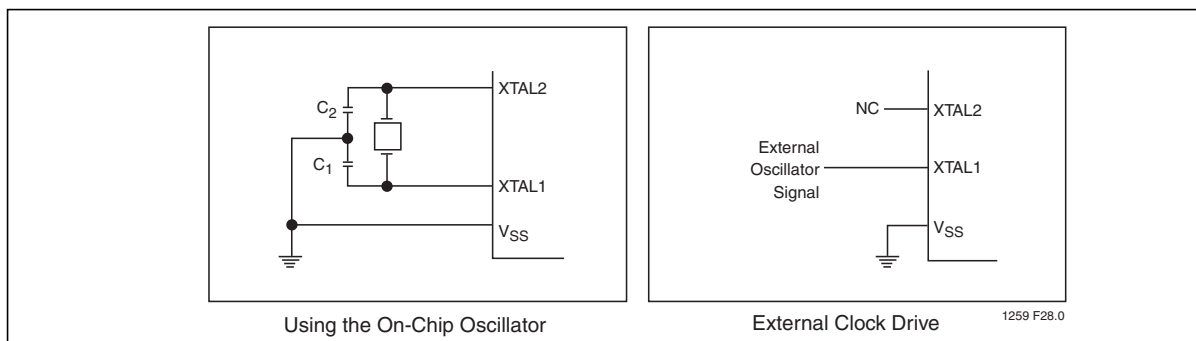 XTAL2
C2
C1
XTAL1
VSS
Using the On-Chip Oscillator
NC
XTAL2
External
Oscillator
Signal
XTAL1
VSS
External Clock Drive
1259 F28.0